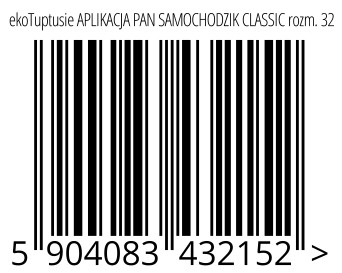 ekoTuptusie APLIKACJA PAN SAMOCHODZIK CLASSIC rozm. 32
5 904083 432152 >